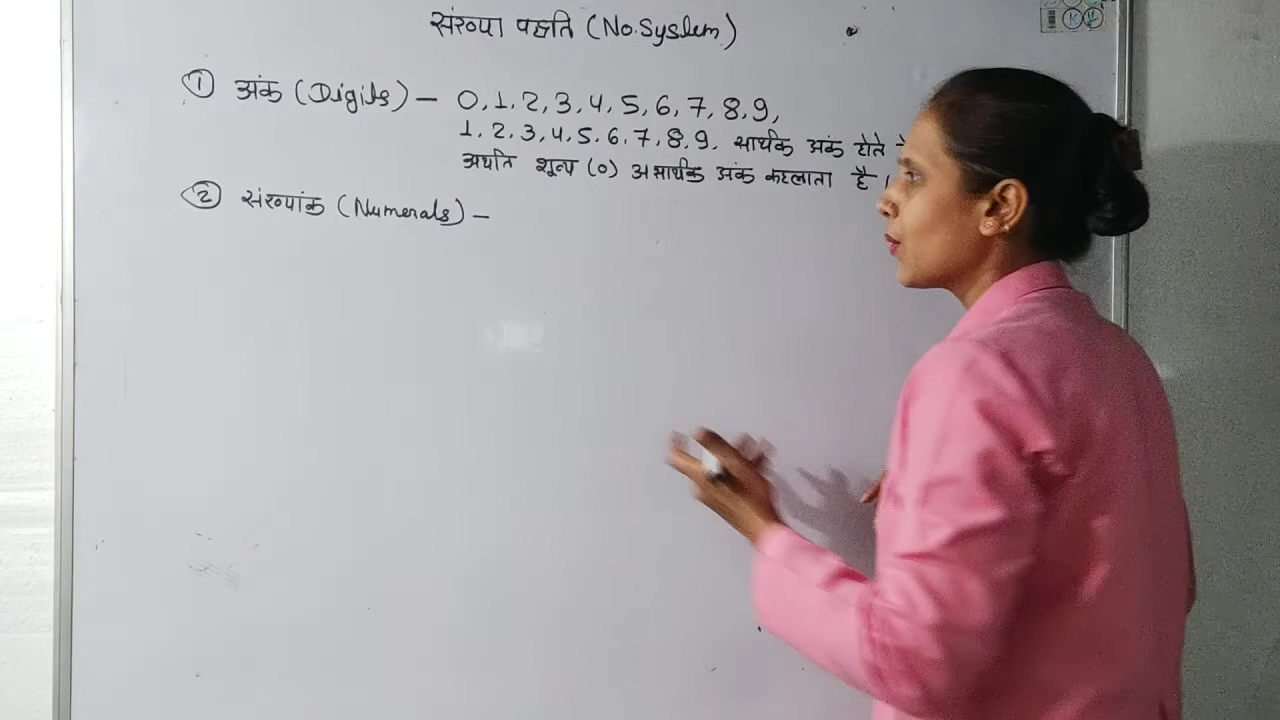 संख्या पद्धति (No. System)
① अंक (Digits) — 0, 1, 2, 3, 4, 5, 6, 7, 8, 9,
1, 2, 3, 4, 5, 6, 7, 8, 9, सार्थक अंक होते
अर्थात शून्य (0) असार्थक अंक कहलाता है।
② संख्यांक (Numerals) —